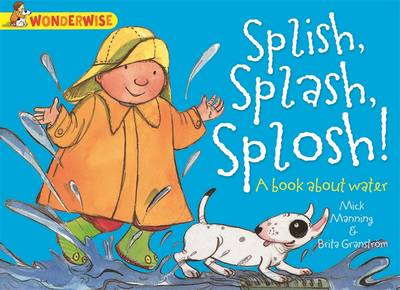 WONDERWISE
Splish,
Splash,
Splosh!
A book about water
Mick
Manning
&
Brita Granström